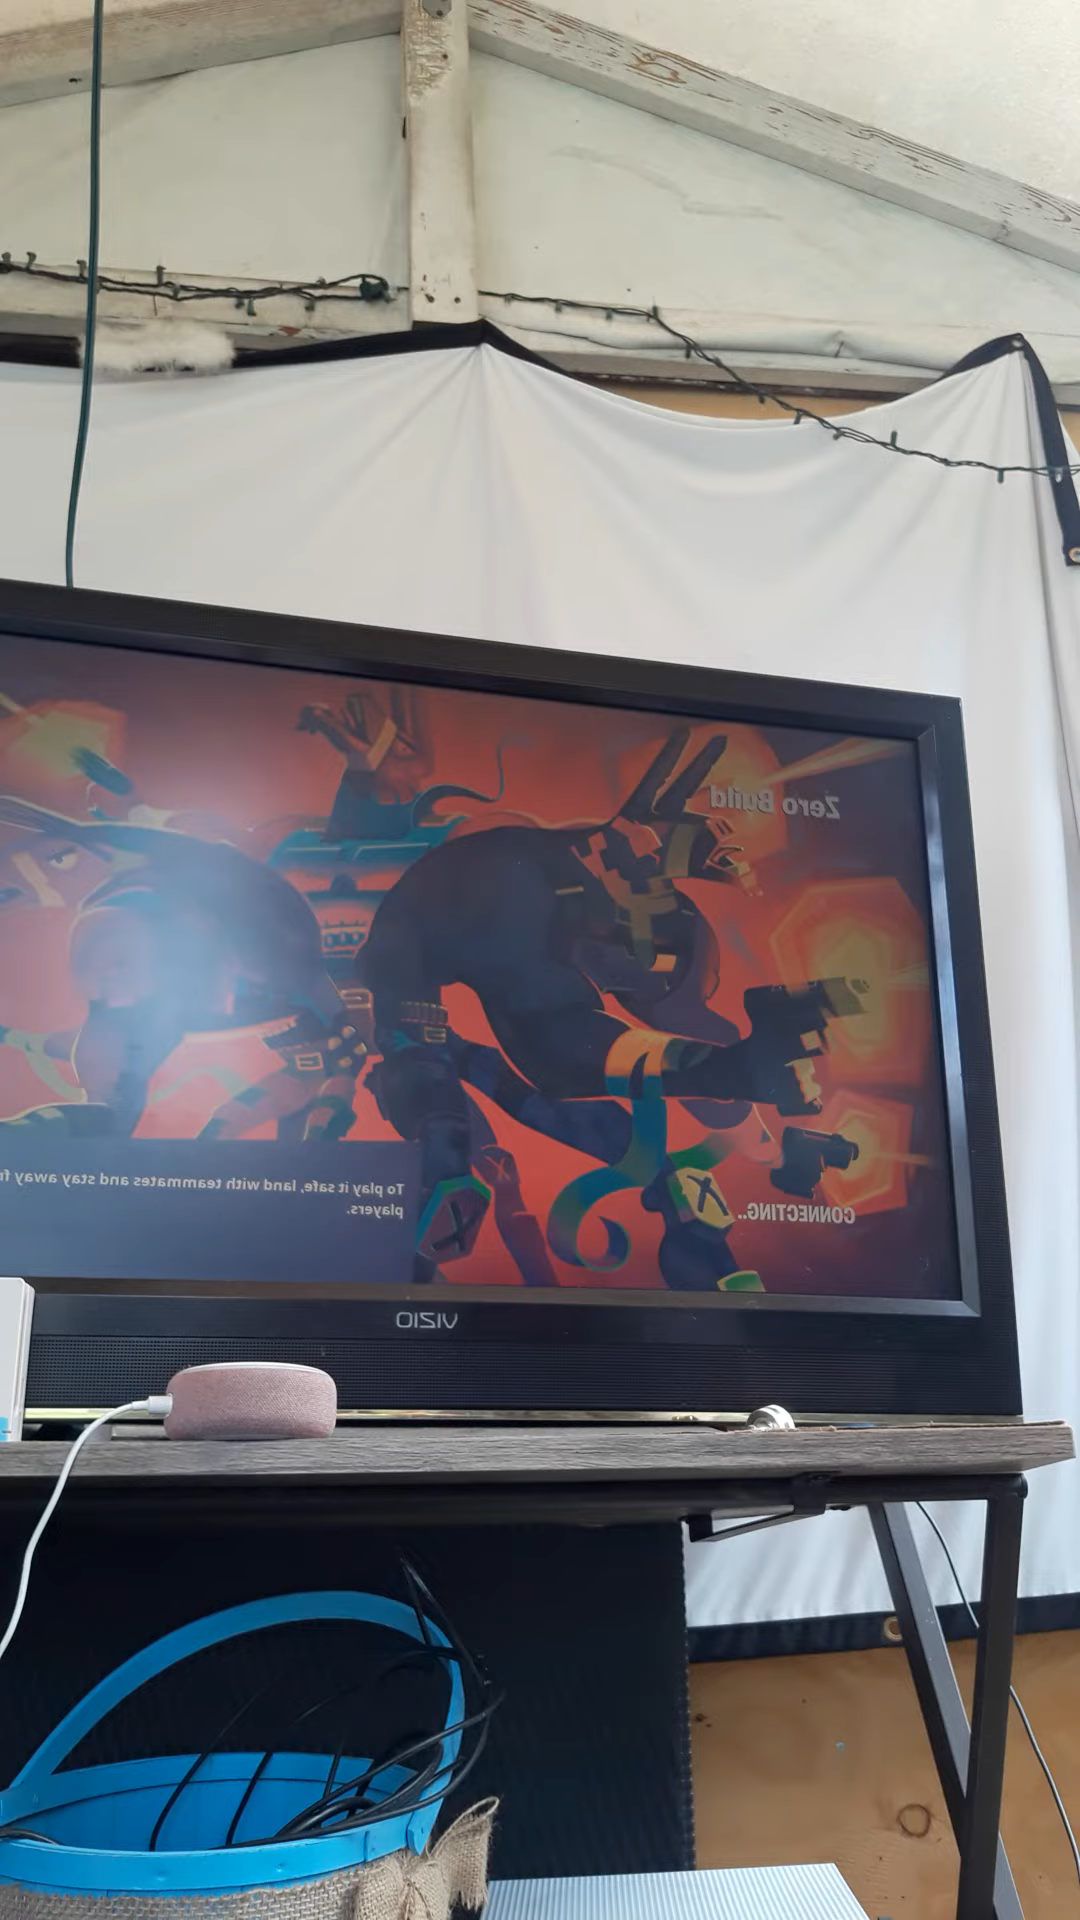 Zero Build
To play it safe, land with teammates and stay away
players.
CONNECTING..
VIZIO